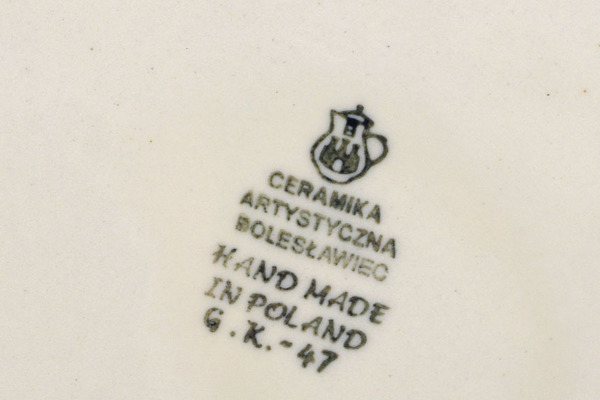 CERAMIKA
ARTYSTYCZNA
BOLESŁAWIEC
HAND MADE
IN POLAND
G.K.-47